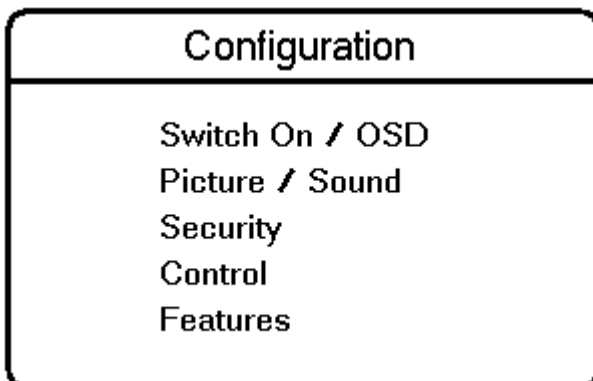 Configuration
Switch On / OSD
Picture / Sound
Security
Control
Features